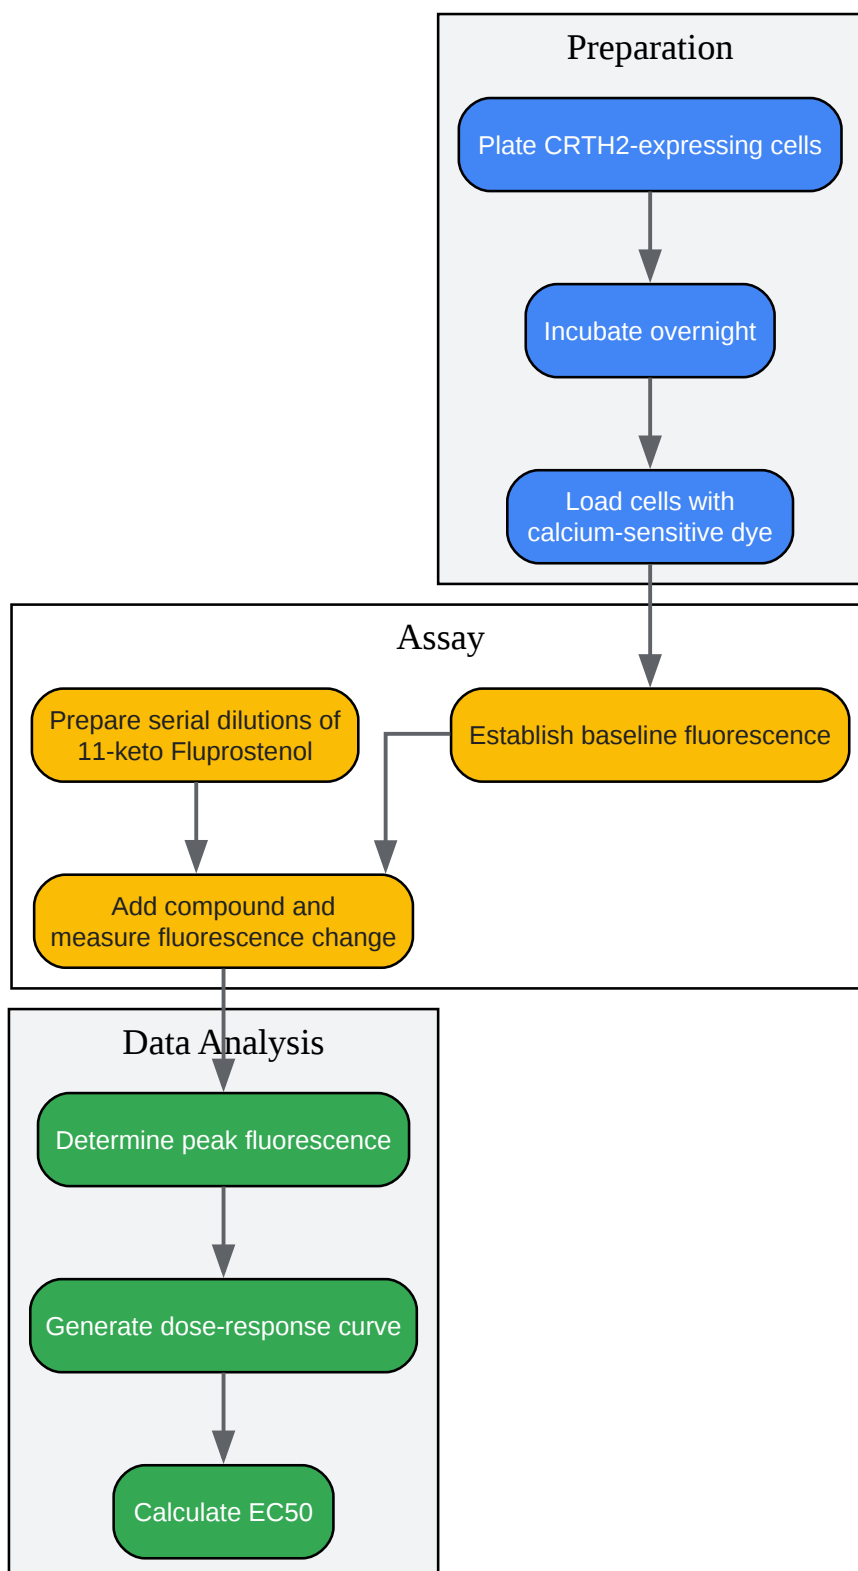 Preparation
Plate CRTH2-expressing cells
Incubate overnight
Load cells with
calcium-sensitive dye
Assay
Prepare serial dilutions of
11-keto Fluprostenol
Establish baseline fluorescence
Add compound and
measure fluorescence change
Data Analysis
Determine peak fluorescence
Generate dose-response curve
Calculate EC50